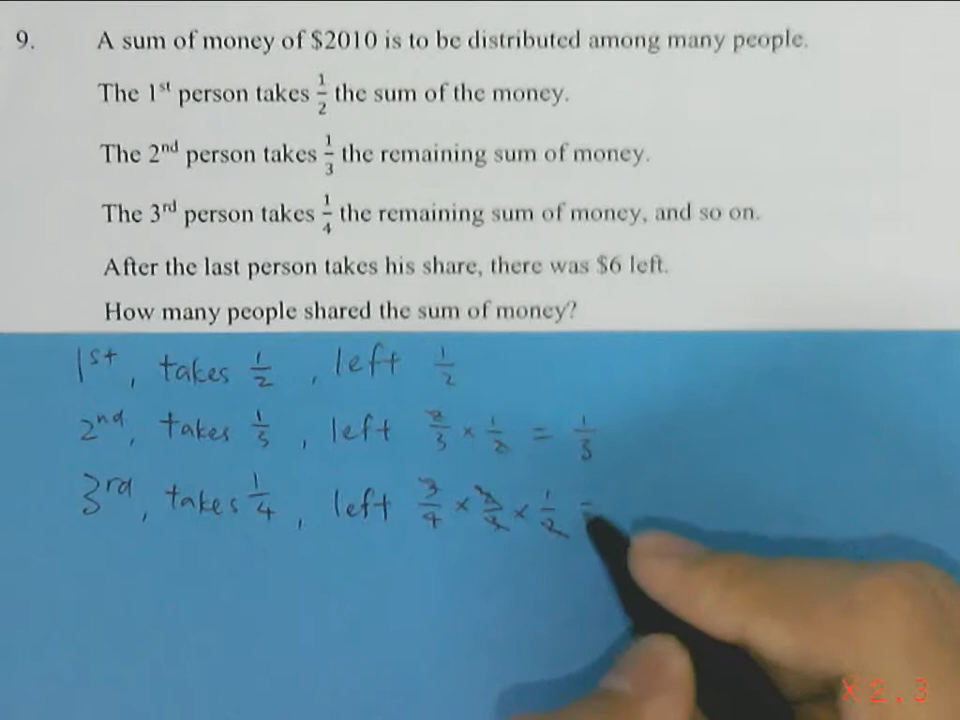 9. A sum of money of $2010 is to be distributed among many people.
The 1st person takes 1/2 the sum of the money.
The 2nd person takes 1/3 the remaining sum of money.
The 3rd person takes 1/4 the remaining sum of money, and so on.
After the last person takes his share, there was $6 left.
How many people shared the sum of money?
1st, takes 1/2, left 1/2
2nd, takes 1/3, left 2/3 × 1/2 = 1/3
3rd, takes 1/4, left 3/4 × 2/3 × 1/2 =
×2.3